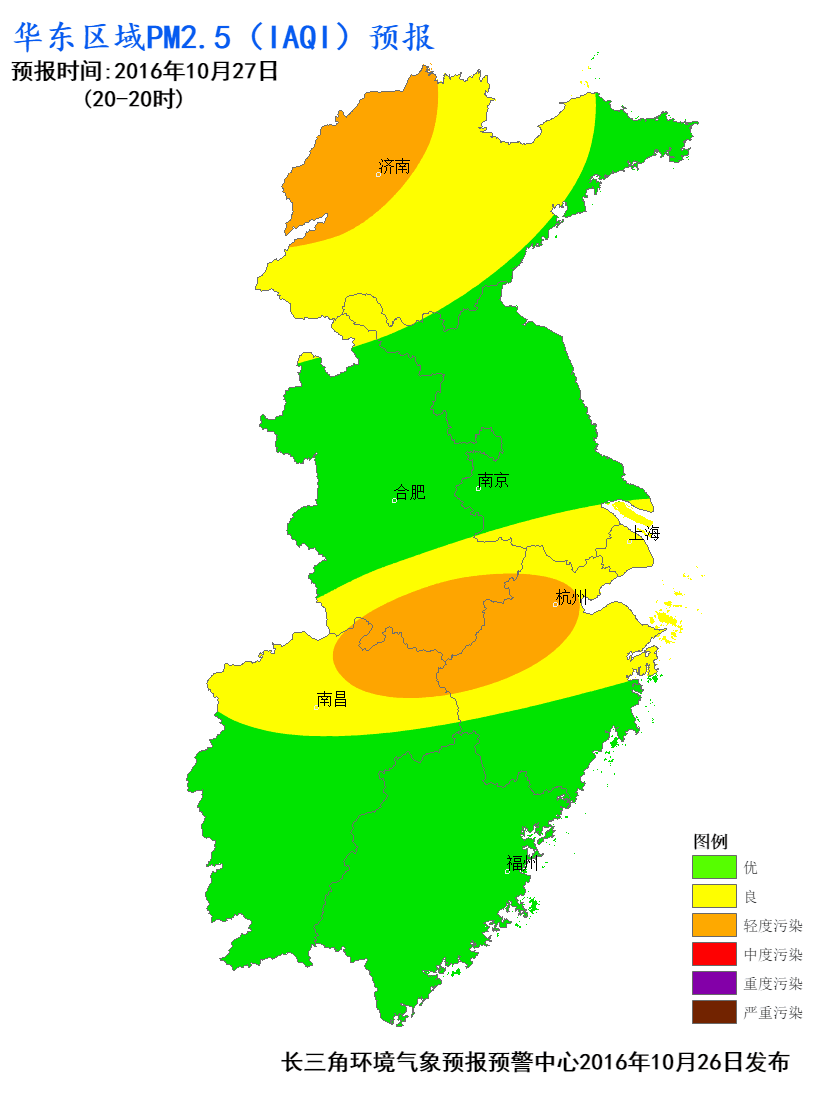 华东区域PM2.5（IAQI）预报
预报时间:2016年10月27日
(20-20时)
济南
南京
合肥
上海
杭州
南昌
福州
图例
优
良
轻度污染
中度污染
重度污染
严重污染
长三角环境气象预报预警中心2016年10月26日发布